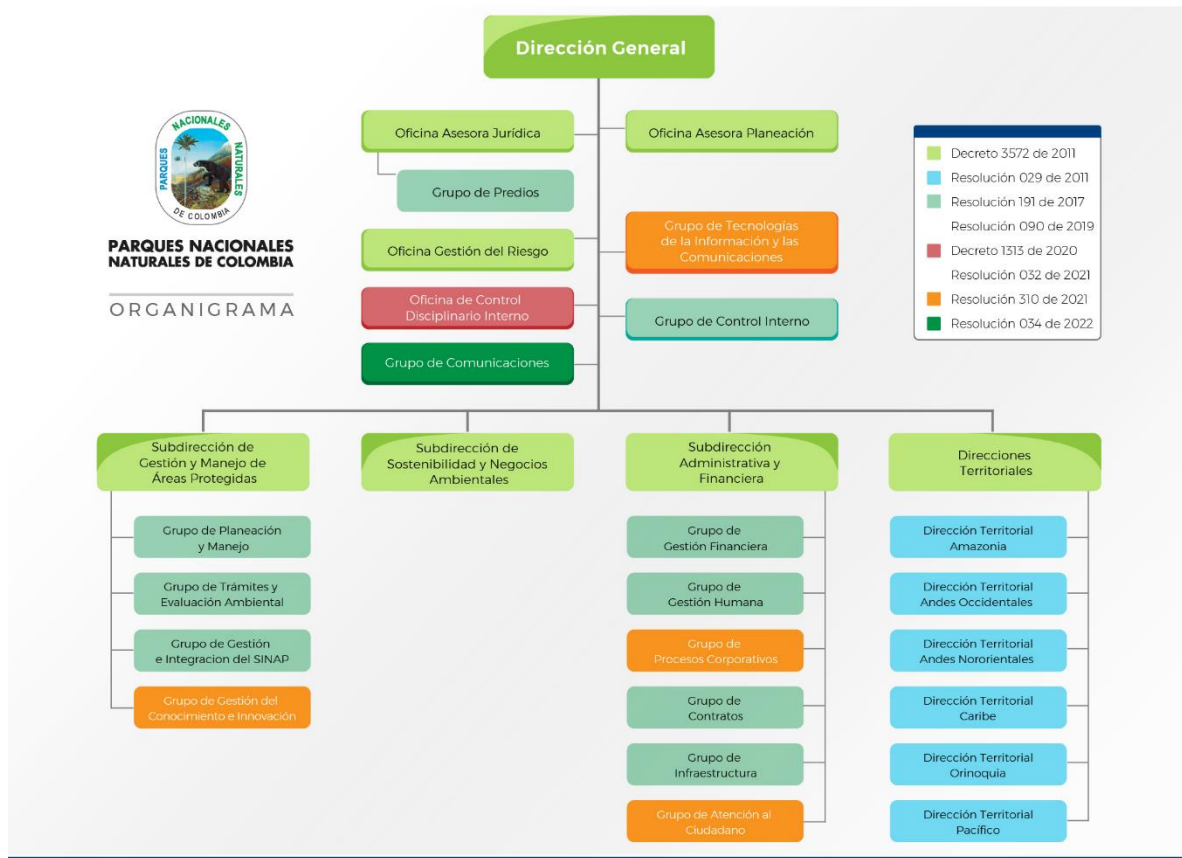 Dirección General
Oficina Asesora Jurídica
Oficina Asesora Planeación
Grupo de Predios
Oficina Gestión del Riesgo
Grupo de Tecnologías
de la Información y las
Comunicaciones
Oficina de Control
Disciplinario Interno
Grupo de Control Interno
Grupo de Comunicaciones
PARQUES NACIONALES NATURALES
DE COLOMBIA
PARQUES NACIONALES
NATURALES DE COLOMBIA
ORGANIGRAMA
Decreto 3572 de 2011
Resolución 029 de 2011
Resolución 191 de 2017
Resolución 090 de 2019
Decreto 1313 de 2020
Resolución 032 de 2021
Resolución 310 de 2021
Resolución 034 de 2022
Subdirección de
Gestión y Manejo de
Áreas Protegidas
Grupo de Planeación
y Manejo
Grupo de Trámites y
Evaluación Ambiental
Grupo de Gestión
e Integracion del SINAP
Grupo de Gestión del
Conocimiento e Innovación
Subdirección de
Sostenibilidad y Negocios
Ambientales
Subdirección
Administrativa y
Financiera
Grupo de
Gestión Financiera
Grupo de
Gestión Humana
Grupo de
Procesos Corporativos
Grupo de
Contratos
Grupo de
Infraestructura
Grupo de Atención al
Ciudadano
Direcciones
Territoriales
Dirección Territorial
Amazonia
Dirección Territorial
Andes Occidentales
Dirección Territorial
Andes Nororientales
Dirección Territorial
Caribe
Dirección Territorial
Orinoquia
Dirección Territorial
Pacífico